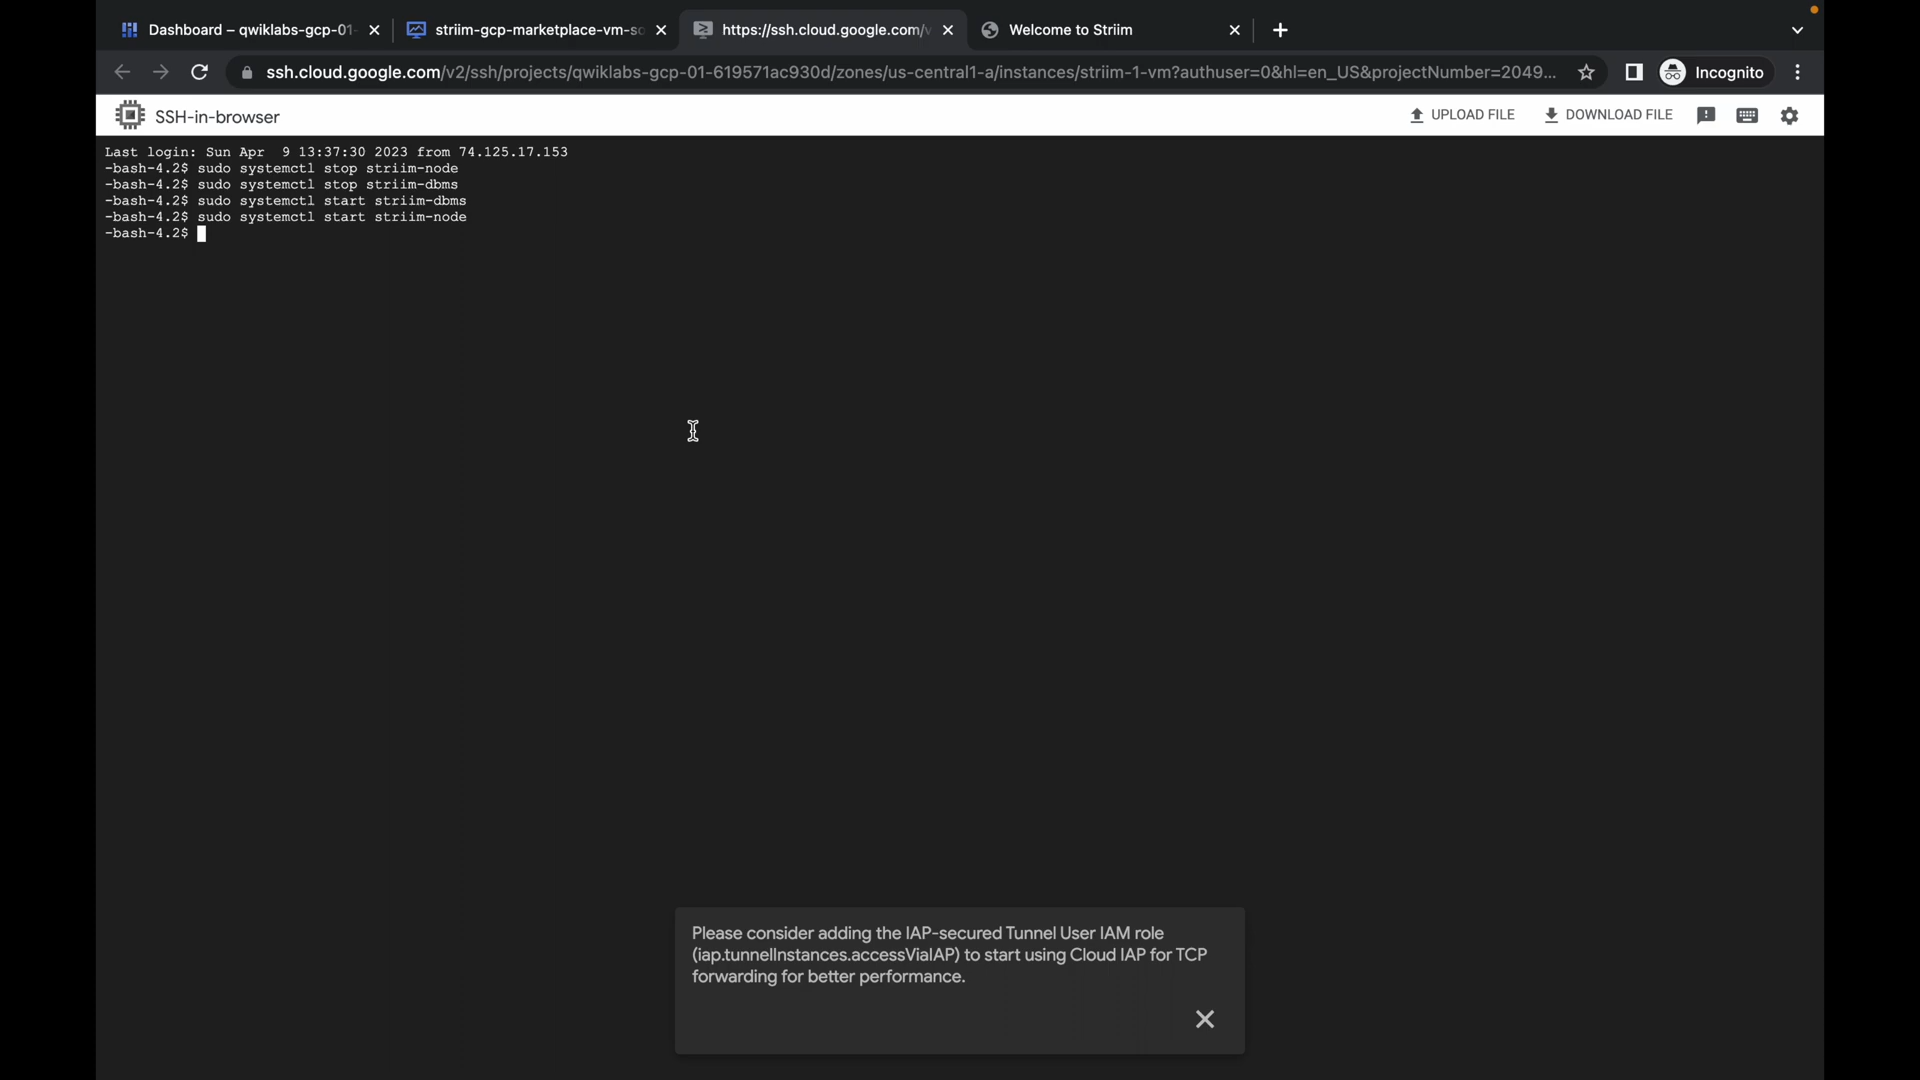 Dashboard – qwiklabs-gcp-01-
striim-gcp-marketplace-vm-so
https://ssh.cloud.google.com/v
Welcome to Striim
ssh.cloud.google.com/v2/ssh/projects/qwiklabs-gcp-01-619571ac930d/zones/us-central1-a/instances/striim-1-vm?authuser=0&hl=en_US&projectNumber=2049...
Incognito
SSH-in-browser
UPLOAD FILE
DOWNLOAD FILE
Last login: Sun Apr  9 13:37:30 2023 from 74.125.17.153
-bash-4.2$ sudo systemctl stop striim-node
-bash-4.2$ sudo systemctl stop striim-dbms
-bash-4.2$ sudo systemctl start striim-dbms
-bash-4.2$ sudo systemctl start striim-node
-bash-4.2$
Please consider adding the IAP-secured Tunnel User IAM role
(iap.tunnelInstances.accessViaIAP) to start using Cloud IAP for TCP
forwarding for better performance.